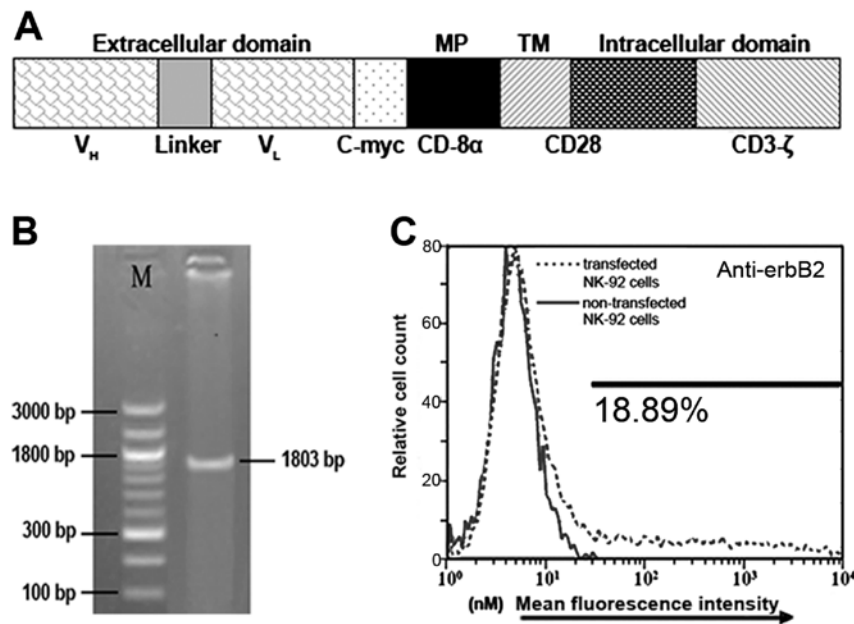 A
Extracellular domain MP TM Intracellular domain
V_H Linker V_L C-myc CD-8α CD28 CD3-ζ
B
M
3000 bp
1800 bp
1803 bp
300 bp
100 bp
C
80
60
40
20
0
Relative cell count
transfected
NK-92 cells
non-transfected
NK-92 cells
Anti-erbB2
18.89%
10⁰ 10¹ 10² 10³ 10⁴
(nM) Mean fluorescence intensity